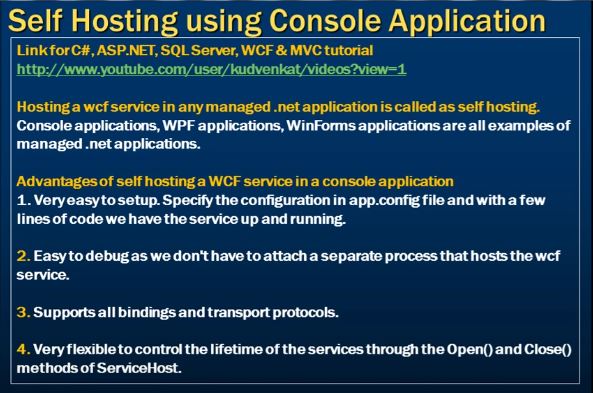 Self Hosting using Console Application
Link for C#, ASP.NET, SQL Server, WCF & MVC tutorial
http://www.youtube.com/user/kudvenkat/videos?view=1
Hosting a wcf service in any managed .net application is called as self hosting.
Console applications, WPF applications, WinForms applications are all examples of
managed .net applications.
Advantages of self hosting a WCF service in a console application
1. Very easy to setup. Specify the configuration in app.config file and with a few
lines of code we have the service up and running.
2. Easy to debug as we don't have to attach a separate process that hosts the wcf
service.
3. Supports all bindings and transport protocols.
4. Very flexible to control the lifetime of the services through the Open() and Close()
methods of ServiceHost.